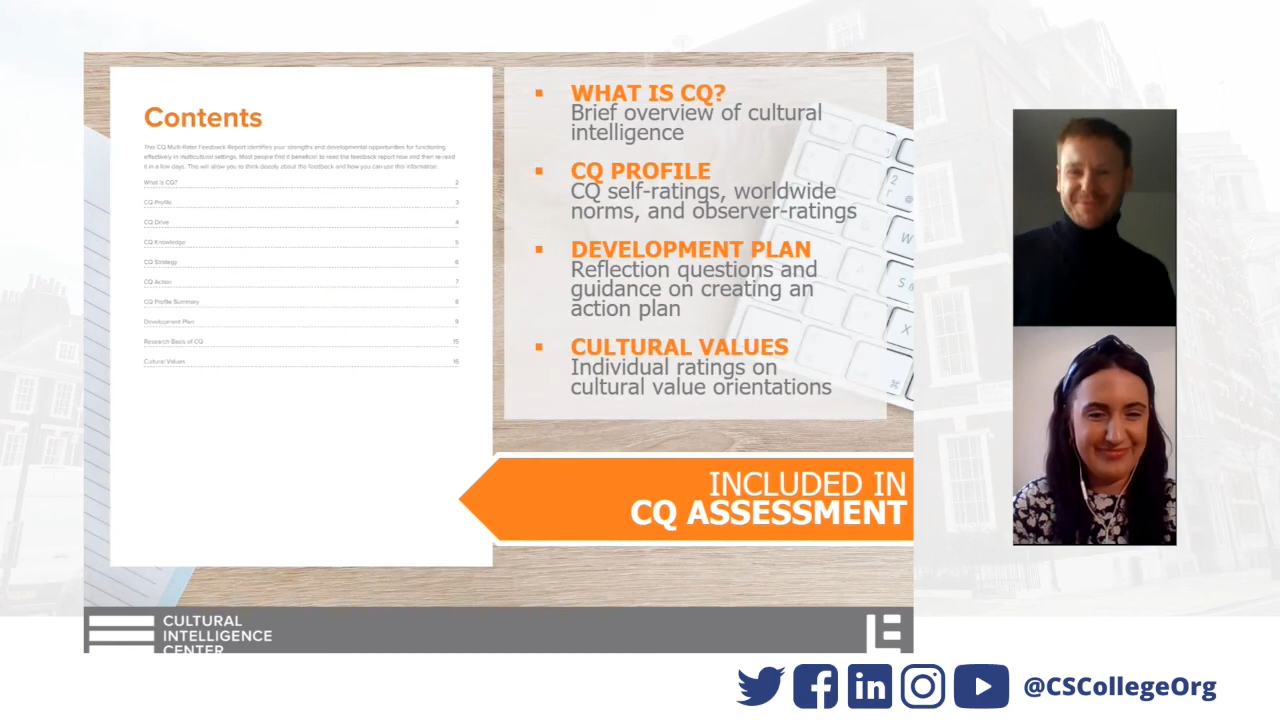 Contents
This CQ Multi-Rater Feedback Report identifies your strengths and developmental opportunities for functioning
effectively in multicultural settings. Most people find it beneficial to read the feedback report now and then re-read
it in a few days. This will allow you to think deeply about the feedback and how you can use this information.
What is CQ? 2
CQ Profile 3
CQ Drive 4
CQ Knowledge 5
CQ Strategy 6
CQ Action 7
CQ Profile Summary 8
Development Plan 9
Research Basis of CQ 15
Cultural Values 16
WHAT IS CQ?
Brief overview of cultural
intelligence
CQ PROFILE
CQ self-ratings, worldwide
norms, and observer-ratings
DEVELOPMENT PLAN
Reflection questions and
guidance on creating an
action plan
CULTURAL VALUES
Individual ratings on
cultural value orientations
INCLUDED IN
CQ ASSESSMENT
CULTURAL
INTELLIGENCE
CENTER
@CSCollegeOrg